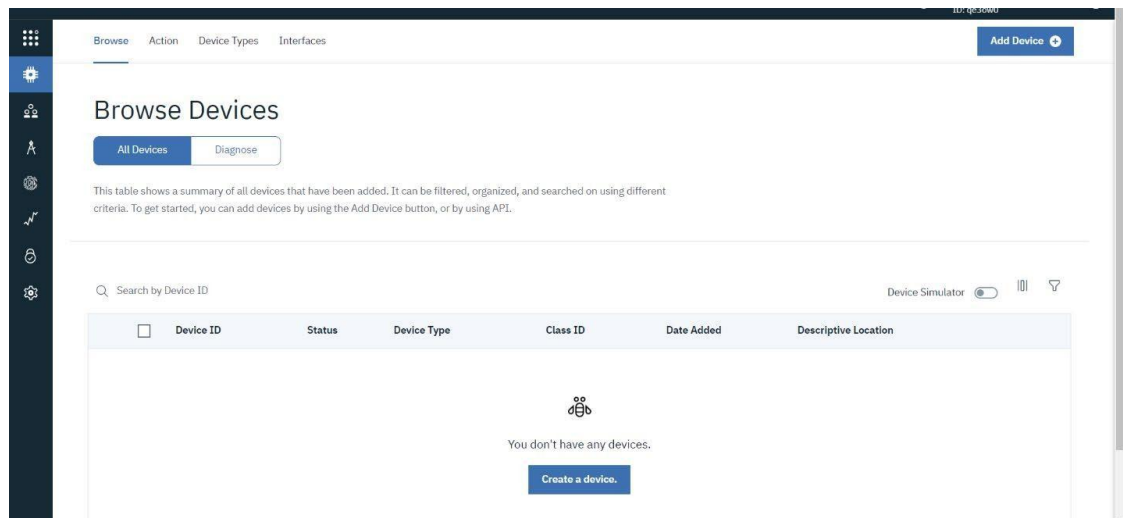 Browse Action Device Types Interfaces Add Device
Browse Devices
All Devices Diagnose
This table shows a summary of all devices that have been added. It can be filtered, organized, and searched on using different
criteria. To get started, you can add devices by using the Add Device button, or by using API.
Search by Device ID Device Simulator
Device ID Status Device Type Class ID Date Added Descriptive Location
You don't have any devices.
Create a device.